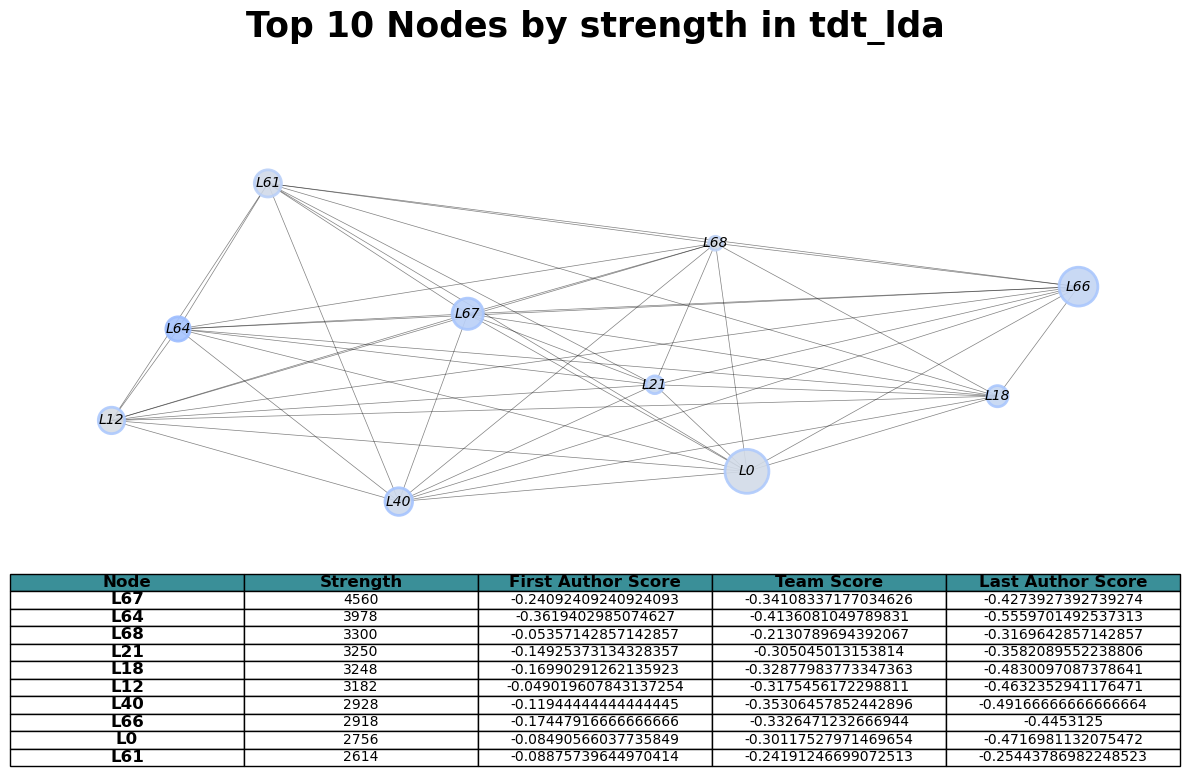 Top 10 Nodes by strength in tdt_lda
L61
L68
L66
L67
L64
L21
L18
L12
L0
L40
Node Strength First Author Score Team Score Last Author Score
L67 4560 -0.24092409240924093 -0.34108337177034626 -0.4273927392739274
L64 3978 -0.3619402985074627 -0.4136081049789831 -0.5559701492537313
L68 3300 -0.05357142857142857 -0.2130789694392067 -0.31696428571428571
L21 3250 -0.14925373134328357 -0.305045013153814 -0.3582089552238806
L18 3248 -0.16990291262135923 -0.32877983773347363 -0.4830097087378641
L12 3182 -0.049019607843137254 -0.3175456172298811 -0.4632352941176471
L40 2928 -0.11944444444444445 -0.35306457852442896 -0.49166666666666664
L66 2918 -0.17447916666666666 -0.3326471232666944 -0.4453125
L0 2756 -0.08490566037735849 -0.30117527971469654 -0.4716981132075472
L61 2614 -0.08875739644970414 -0.24191246699072513 -0.25443786982248523